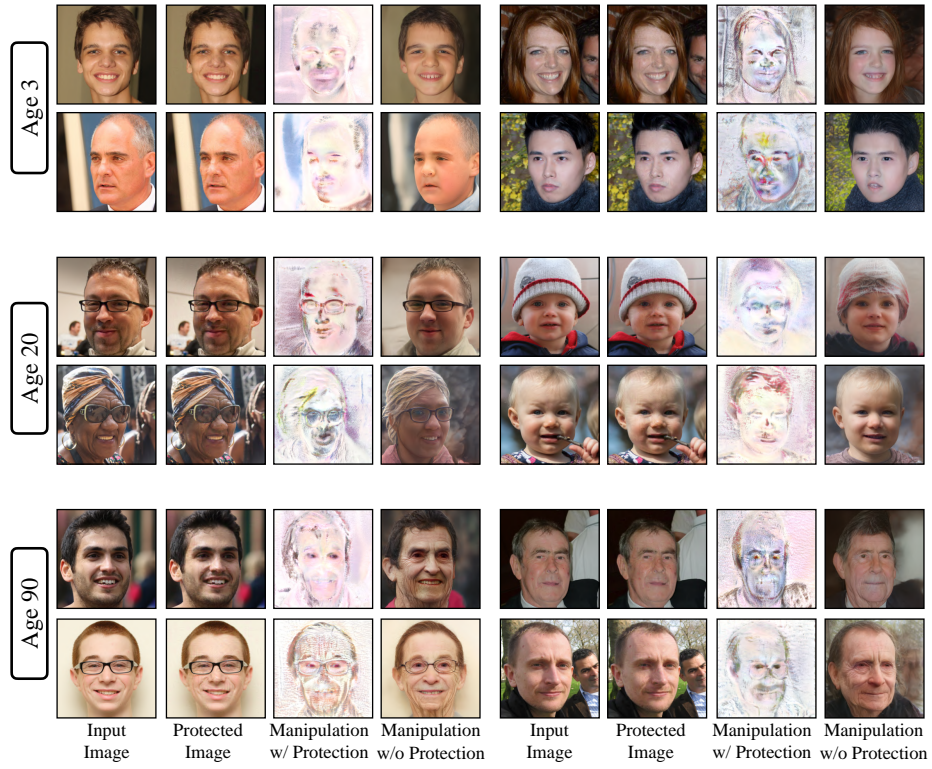 Age 3
Age 20
Age 90
Input Image
Protected Image
Manipulation w/ Protection
Manipulation w/o Protection
Input Image
Protected Image
Manipulation w/ Protection
Manipulation w/o Protection